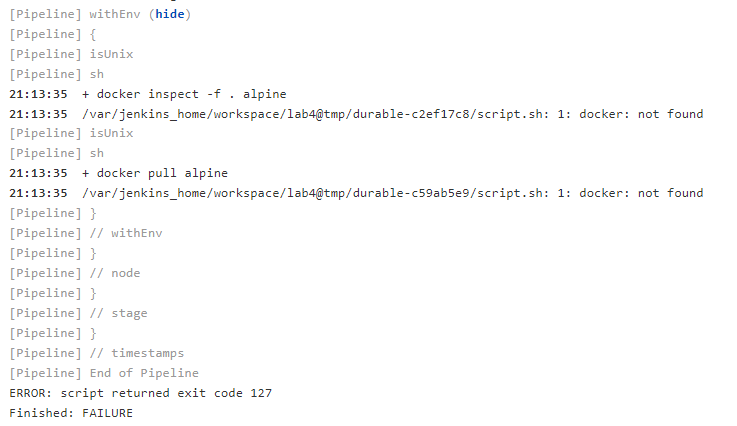 [Pipeline] withEnv (hide)
[Pipeline] {
[Pipeline] isUnix
[Pipeline] sh
21:13:35  + docker inspect -f . alpine
21:13:35  /var/jenkins_home/workspace/lab4@tmp/durable-c2ef17c8/script.sh: 1: docker: not found
[Pipeline] isUnix
[Pipeline] sh
21:13:35  + docker pull alpine
21:13:35  /var/jenkins_home/workspace/lab4@tmp/durable-c59ab5e9/script.sh: 1: docker: not found
[Pipeline] }
[Pipeline] // withEnv
[Pipeline] }
[Pipeline] // node
[Pipeline] }
[Pipeline] // stage
[Pipeline] }
[Pipeline] // timestamps
[Pipeline] End of Pipeline
ERROR: script returned exit code 127
Finished: FAILURE